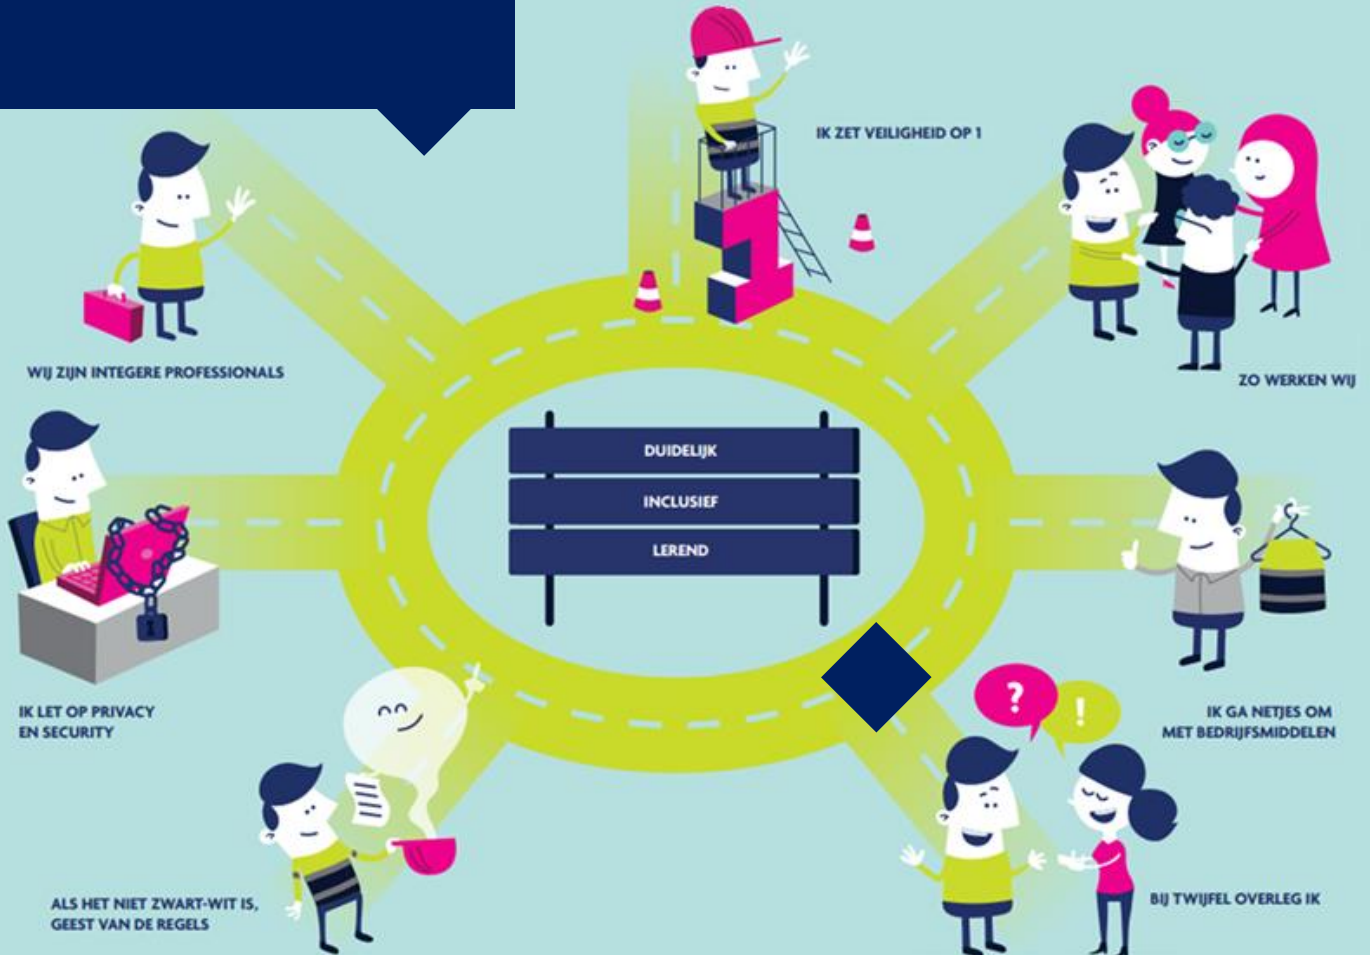 IK ZET VEILIGHEID OP 1
WIJ ZIJN INTEGERE PROFESSIONALS
ZO WERKEN WIJ
DUIDELIJK
INCLUSIEF
LEREND
IK LET OP PRIVACY
EN SECURITY
IK GA NETJES OM
MET BEDRIJFSMIDDELEN
? !
ALS HET NIET ZWART-WIT IS,
GEEST VAN DE REGELS
BIJ TWIJFEL OVERLEG IK